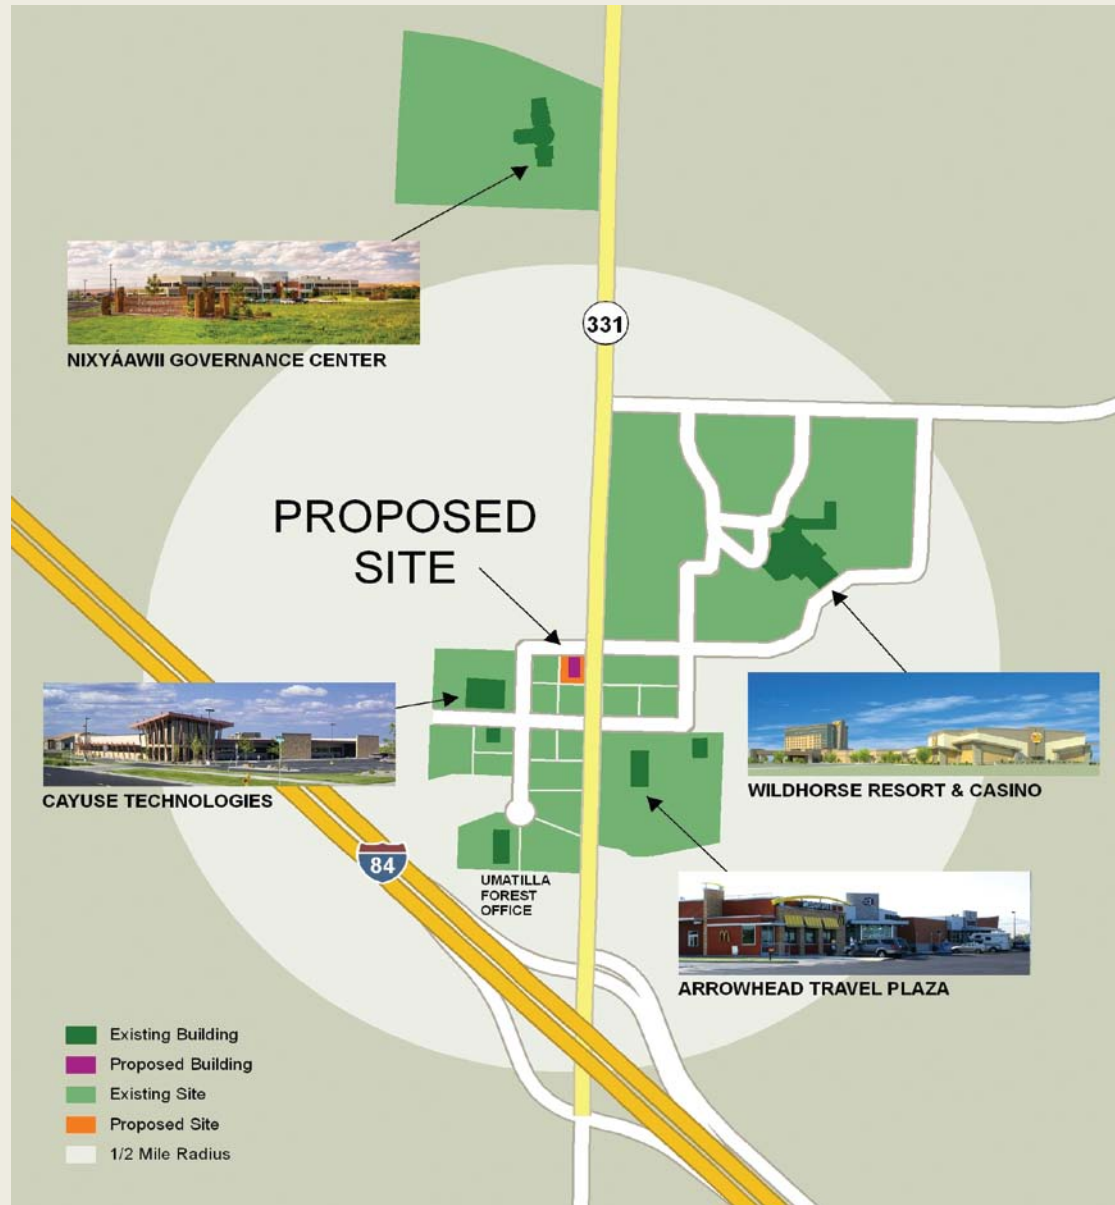 NIXYÁAWII GOVERNANCE CENTER
331
PROPOSED
SITE
CAYUSE TECHNOLOGIES
WILDHORSE RESORT & CASINO
84
UMATILLA
FOREST
OFFICE
ARROWHEAD TRAVEL PLAZA
Existing Building
Proposed Building
Existing Site
Proposed Site
1/2 Mile Radius